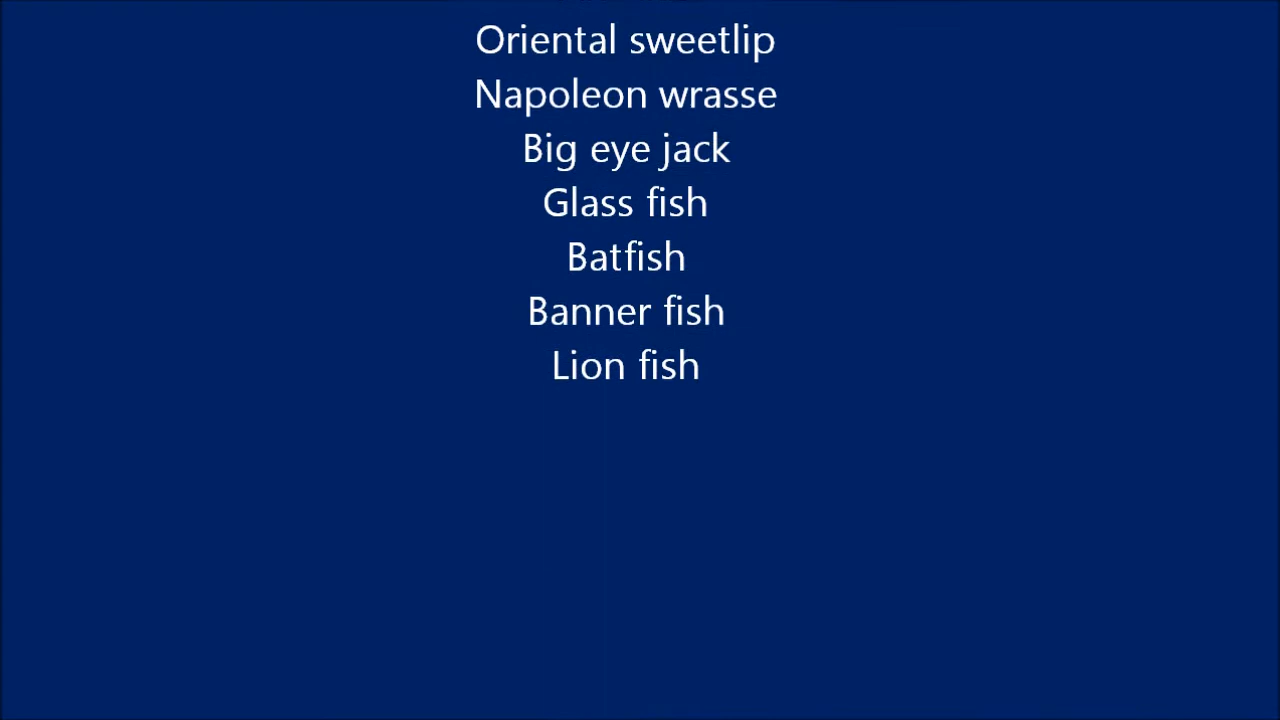 Oriental sweetlip
Napoleon wrasse
Big eye jack
Glass fish
Batfish
Banner fish
Lion fish